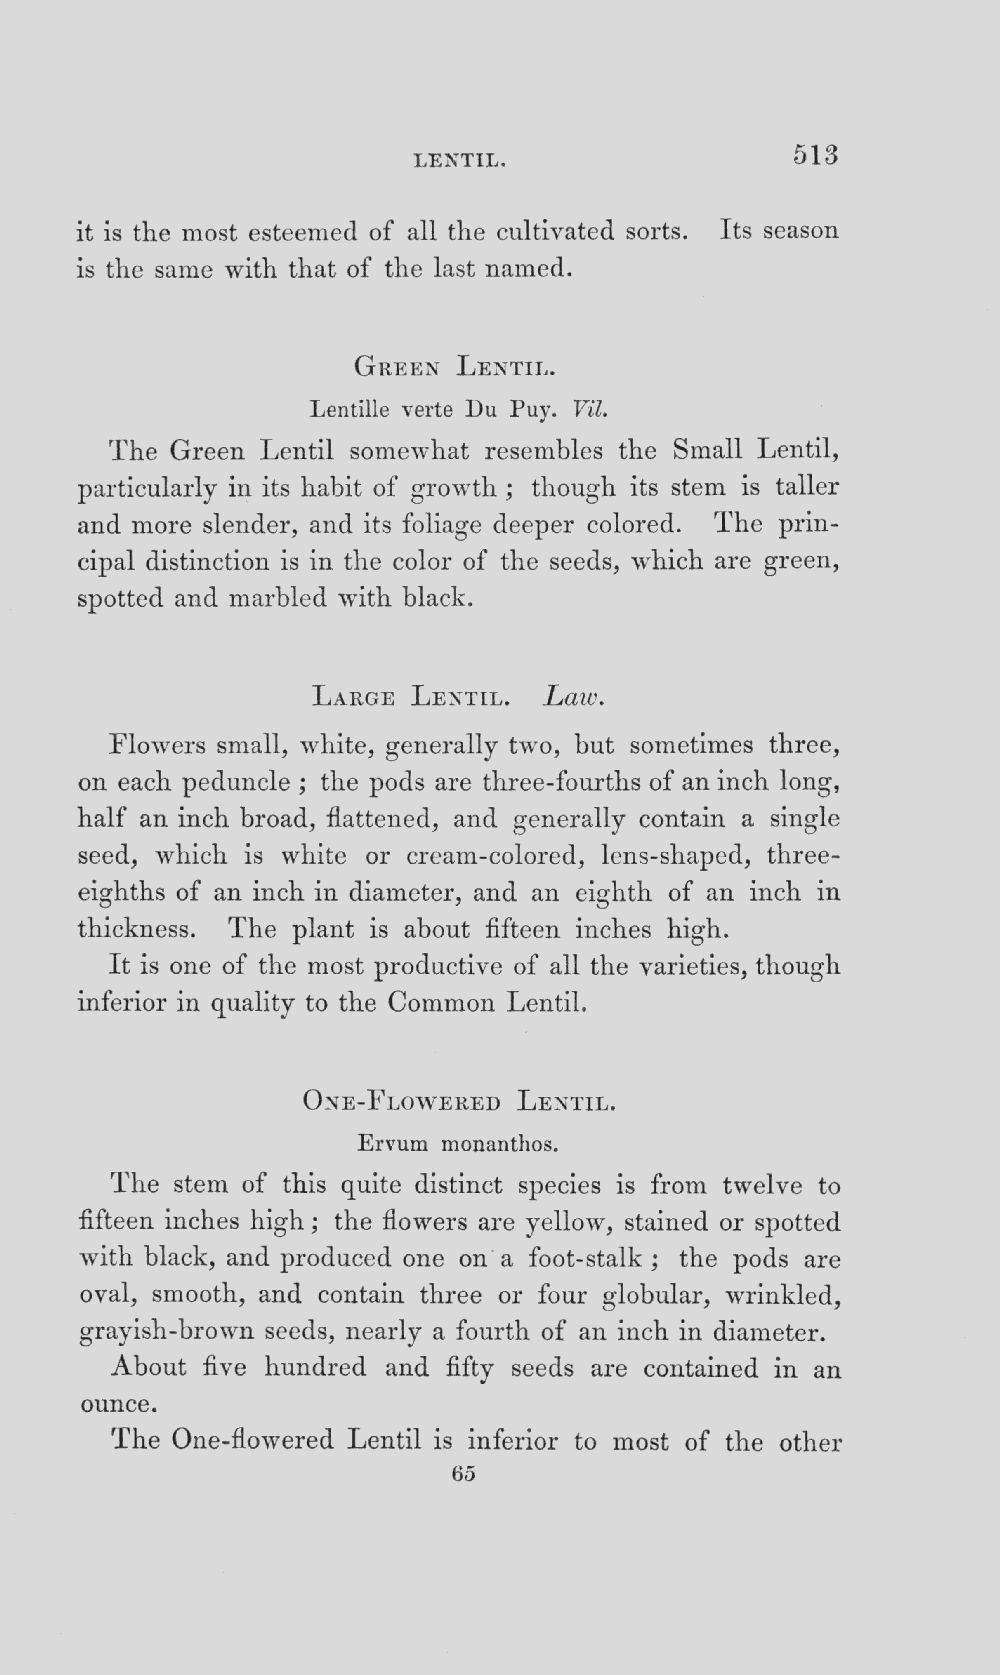 LENTIL. 513
it is the most esteemed of all the cultivated sorts. Its season
is the same with that of the last named.
GREEN LENTIL.
Lentille verte Du Puy. Vil.
The Green Lentil somewhat resembles the Small Lentil,
particularly in its habit of growth ; though its stem is taller
and more slender, and its foliage deeper colored. The prin-
cipal distinction is in the color of the seeds, which are green,
spotted and marbled with black.
LARGE LENTIL. Law.
Flowers small, white, generally two, but sometimes three,
on each peduncle ; the pods are three-fourths of an inch long,
half an inch broad, flattened, and generally contain a single
seed, which is white or cream-colored, lens-shaped, three-
eighths of an inch in diameter, and an eighth of an inch in
thickness. The plant is about fifteen inches high.
It is one of the most productive of all the varieties, though
inferior in quality to the Common Lentil.
ONE-FLOWERED LENTIL.
Ervum monanthos.
The stem of this quite distinct species is from twelve to
fifteen inches high ; the flowers are yellow, stained or spotted
with black, and produced one on a foot-stalk ; the pods are
oval, smooth, and contain three or four globular, wrinkled,
grayish-brown seeds, nearly a fourth of an inch in diameter.
About five hundred and fifty seeds are contained in an
ounce.
The One-flowered Lentil is inferior to most of the other
65